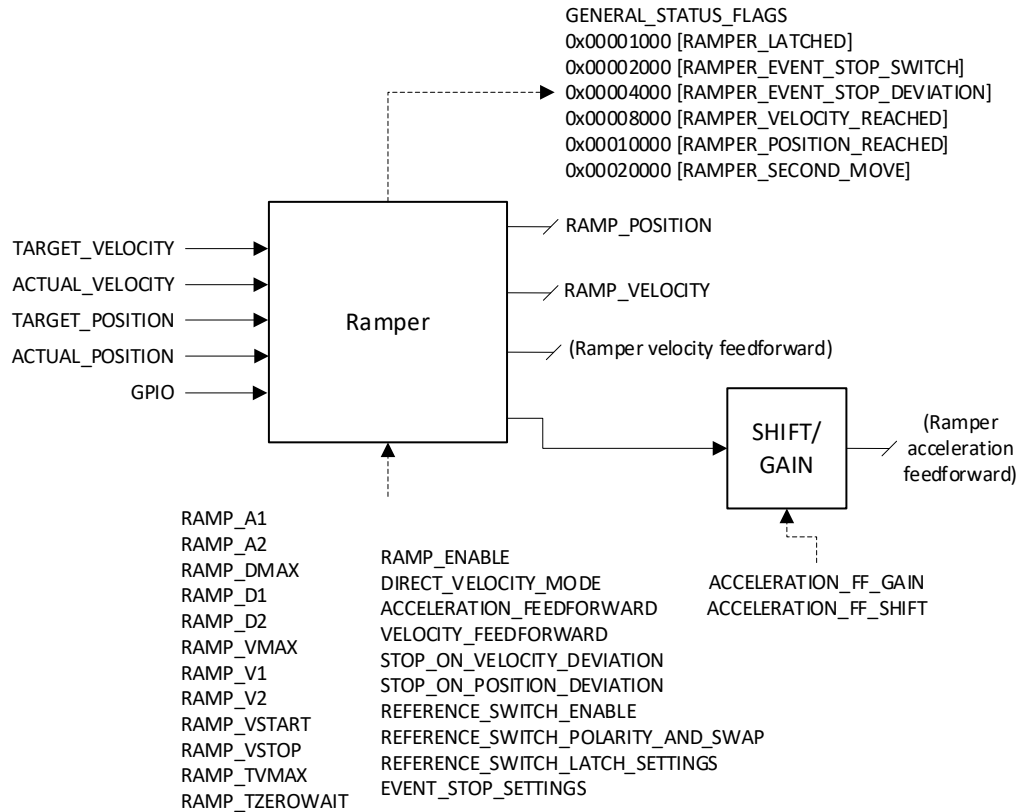 GENERAL_STATUS_FLAGS
0x00001000 [RAMPER_LATCHED]
0x00002000 [RAMPER_EVENT_STOP_SWITCH]
0x00004000 [RAMPER_EVENT_STOP_DEVIATION]
0x00008000 [RAMPER_VELOCITY_REACHED]
0x00010000 [RAMPER_POSITION_REACHED]
0x00020000 [RAMPER_SECOND_MOVE]
TARGET_VELOCITY
ACTUAL_VELOCITY
TARGET_POSITION
ACTUAL_POSITION
GPIO
Ramper
RAMP_POSITION
RAMP_VELOCITY
(Ramper velocity feedforward)
SHIFT/
GAIN
(Ramper
acceleration
feedforward)
RAMP_A1
RAMP_A2
RAMP_DMAX
RAMP_D1
RAMP_D2
RAMP_VMAX
RAMP_V1
RAMP_V2
RAMP_VSTART
RAMP_VSTOP
RAMP_TVMAX
RAMP_TZEROWAIT
RAMP_ENABLE
DIRECT_VELOCITY_MODE
ACCELERATION_FEEDFORWARD
VELOCITY_FEEDFORWARD
STOP_ON_VELOCITY_DEVIATION
STOP_ON_POSITION_DEVIATION
REFERENCE_SWITCH_ENABLE
REFERENCE_SWITCH_POLARITY_AND_SWAP
REFERENCE_SWITCH_LATCH_SETTINGS
EVENT_STOP_SETTINGS
ACCELERATION_FF_GAIN
ACCELERATION_FF_SHIFT